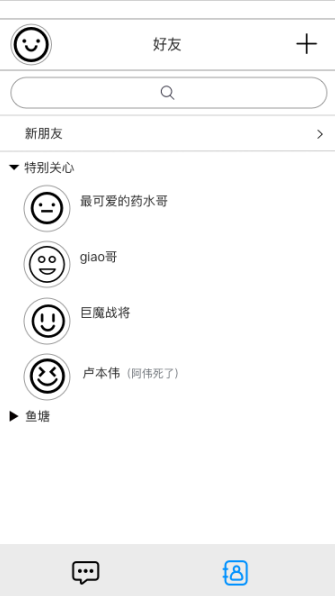 好友
新朋友
特别关心
最可爱的药水哥
giao哥
巨魔战将
卢本伟（阿伟死了）
鱼塘